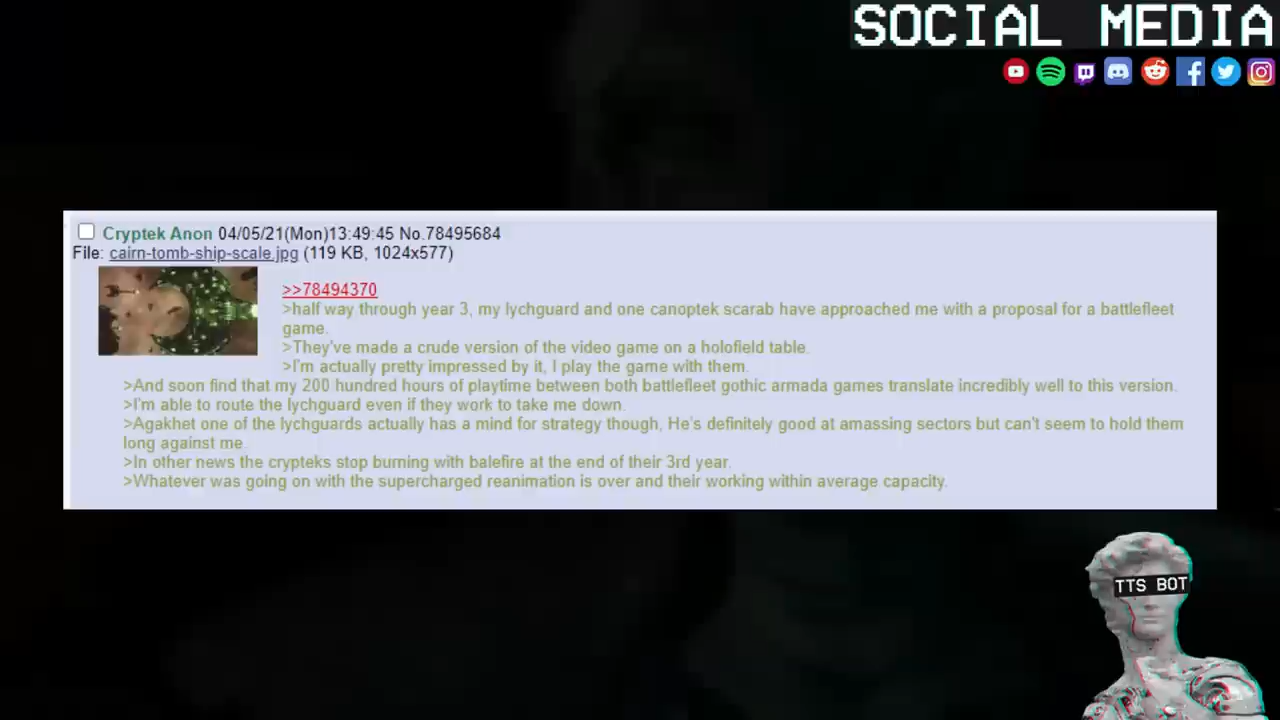 SOCIAL MEDIA
Cryptek Anon 04/05/21(Mon)13:49:45 No.78495684
File: cairn-tomb-ship-scale.jpg (119 KB, 1024x577)
>>78494370
>half way through year 3, my lychguard and one canoptek scarab have approached me with a proposal for a battlefleet
game.
>They've made a crude version of the video game on a holofield table.
>I'm actually pretty impressed by it, I play the game with them.
>And soon find that my 200 hundred hours of playtime between both battlefleet gothic armada games translate incredibly well to this version.
>I'm able to route the lychguard even if they work to take me down.
>Agakhet one of the lychguards actually has a mind for strategy though, He's definitely good at amassing sectors but can't seem to hold them
long against me.
>In other news the crypteks stop burning with balefire at the end of their 3rd year.
>Whatever was going on with the supercharged reanimation is over and their working within average capacity.
TTS BOT